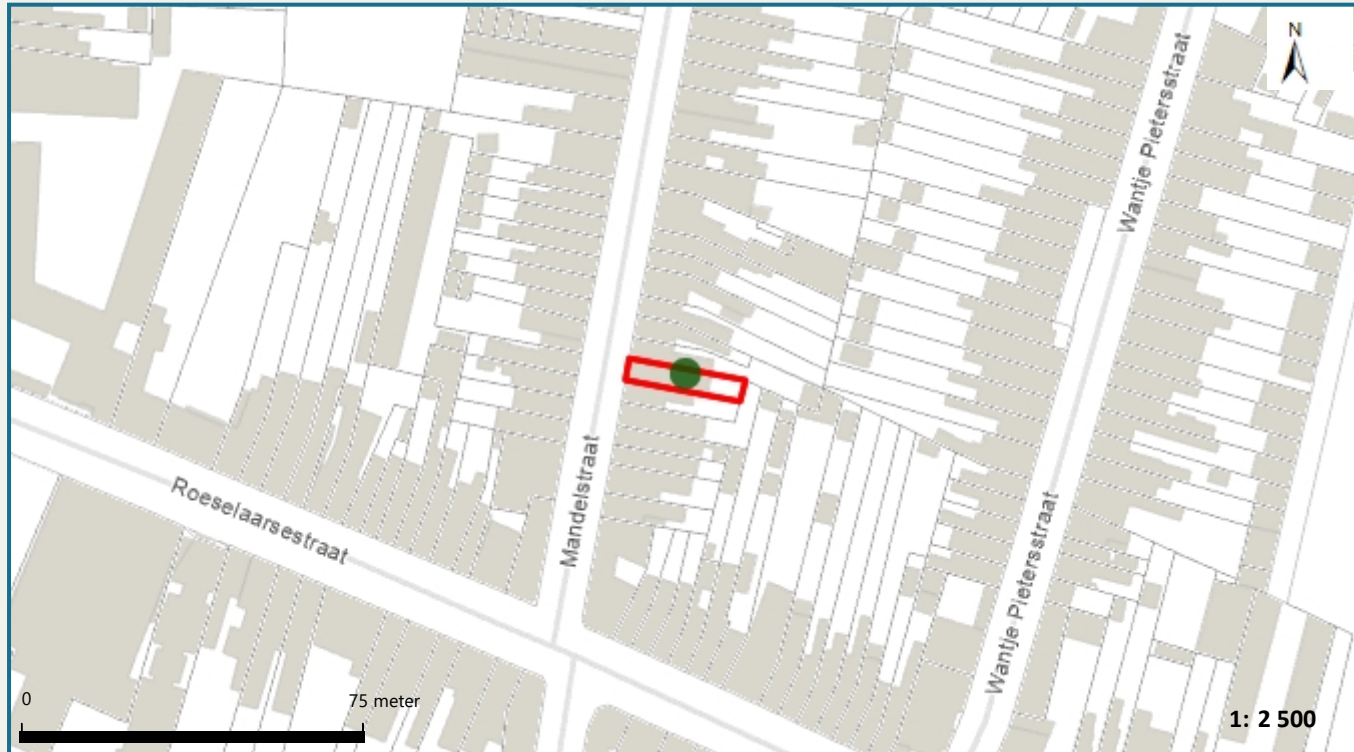 N
Wantje Pietersstraat
Mandelstraat
Roeselaarsestraat
Wantje Pietersstraat
0 75 meter
1: 2 500